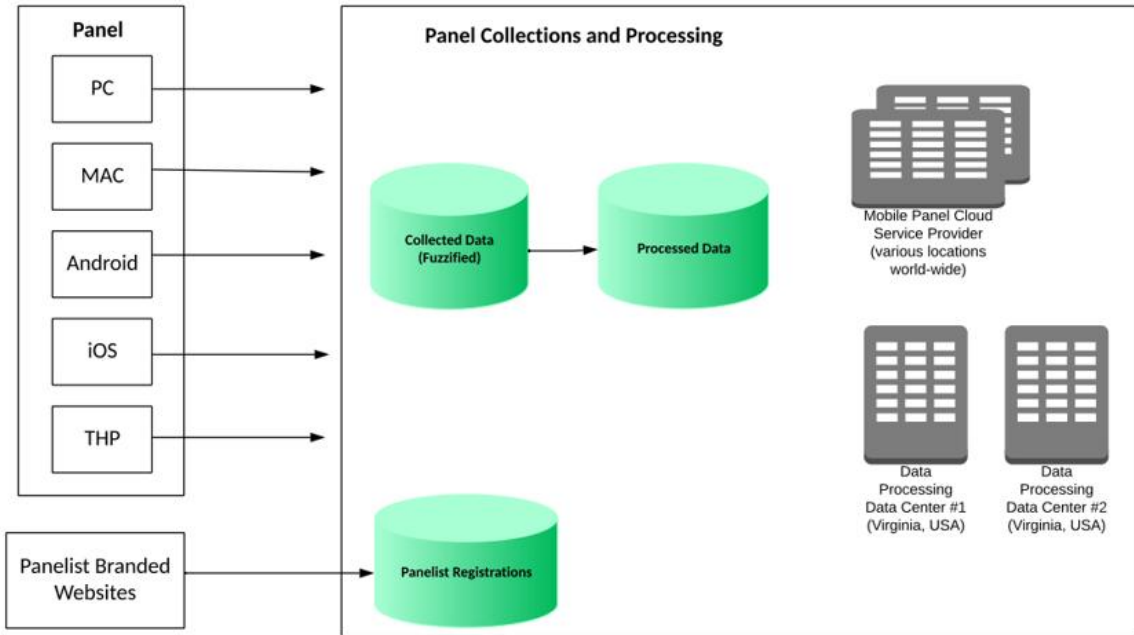 Panel
PC
MAC
Android
iOS
THP
Panelist Branded
Websites
Panel Collections and Processing
Collected Data
(Fuzzified)
Processed Data
Panelist Registrations
Mobile Panel Cloud
Service Provider
(various locations
world-wide)
Data
Processing
Data Center #1
(Virginia, USA)
Data
Processing
Data Center #2
(Virginia, USA)